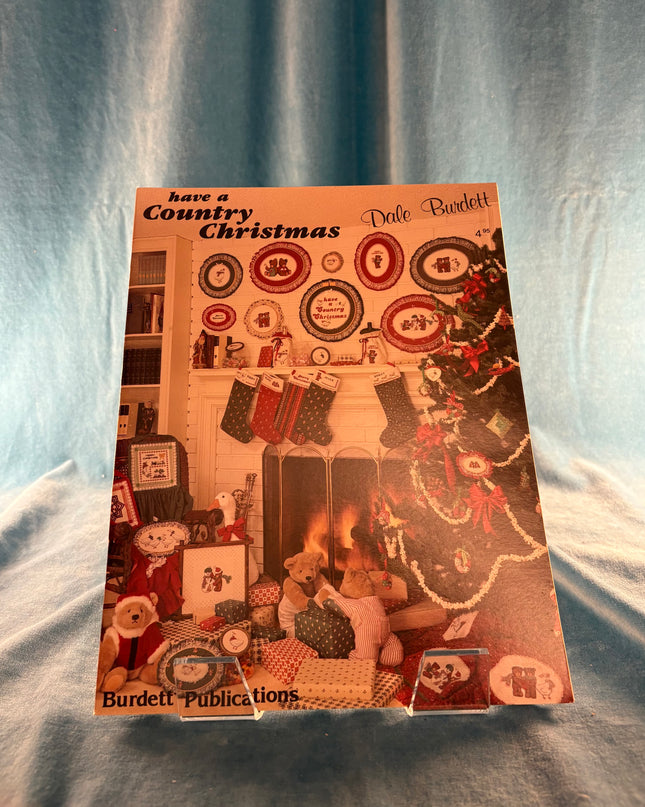 have a
Country
Christmas
Dale Burdett
4.95
have
a
Country
Christmas
Burdett Publications